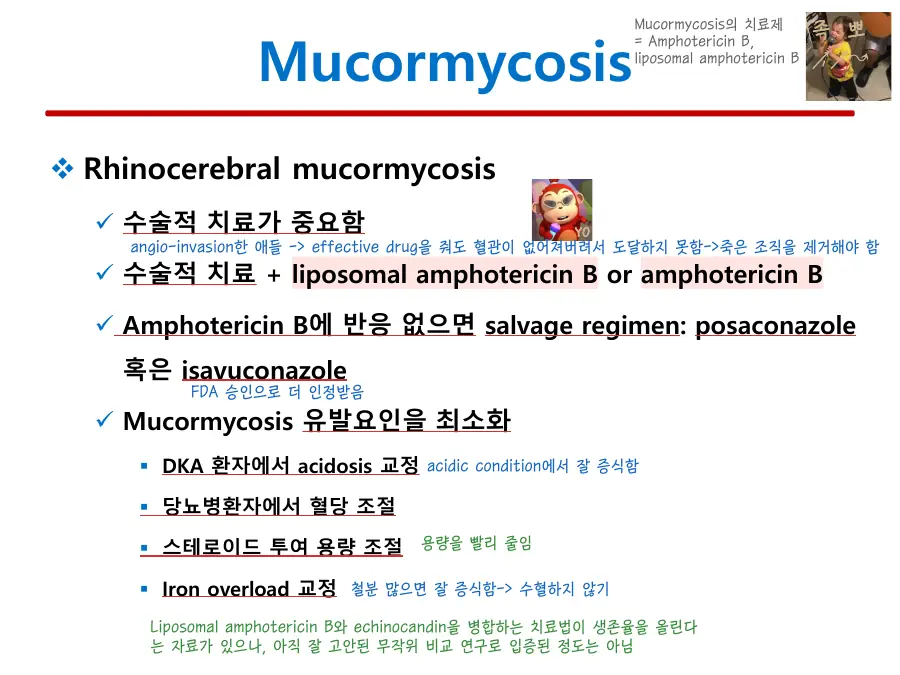 Mucormycosis
Mucormycosis의 치료제
= Amphotericin B,
liposomal amphotericin B
족 뽀
❖ Rhinocerebral mucormycosis
✓ 수술적 치료가 중요함
YO
angio-invasion한 애들 -> effective drug을 줘도 혈관이 없어져버려서 도달하지 못함->죽은 조직을 제거해야 함
✓ 수술적 치료 + liposomal amphotericin B or amphotericin B
✓ Amphotericin B에 반응 없으면 salvage regimen: posaconazole
혹은 isavuconazole
FDA 승인으로 더 인정받음
✓ Mucormycosis 유발요인을 최소화
▪ DKA 환자에서 acidosis 교정 acidic condition에서 잘 증식함
▪ 당뇨병환자에서 혈당 조절
▪ 스테로이드 투여 용량 조절 용량을 빨리 줄임
▪ Iron overload 교정 철분 많으면 잘 증식함-> 수혈하지 않기
Liposomal amphotericin B와 echinocandin을 병합하는 치료법이 생존율을 올린다
는 자료가 있으나, 아직 잘 고안된 무작위 비교 연구로 입증된 정도는 아님